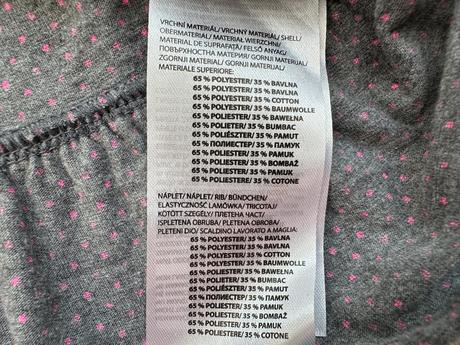 VRCHNÍ MATERIÁL/ VRCHNÝ MATERIÁL/ SHELL/
OBERMATERIAL/ MATERIAŁ WIERZCHNI/
MATERIAL DE SUPRAFAȚĂ/ FELSŐ ANYAG/
ПОВЪРХНОСТНА МАТЕРИЯ/ GORNJI MATERIJAL/
ZGORNJI MATERIAL/ GORNJI MATERIJAL/
MATERIALE SUPERIORE:
65 % POLYESTER/ 35 % BAVLNA
65 % POLYESTER/ 35 % BAVLNA
65 % POLYESTER/ 35 % COTTON
65 % POLYESTER/ 35 % BAUMWOLLE
65 % POLIESTER/ 35 % BAWEŁNA
65 % POLIETER/ 35 % BUMBAC
65 % POLIÉSZTER/ 35 % PAMUT
65 % ПОЛИЕСТЕР/ 35 % ПАМУК
65 % POLIESTER/ 35 % PAMUK
65 % POLIESTER/ 35 % BOMBAŽ
65 % POLIESTER/ 35 % PAMUK
65 % POLIESTERE/ 35 % COTONE
NÁPLET/ NÁPLET/ RIB/ BÜNDCHEN/
ELASTYCZNOŚĆ LAMÓWKA/ TRICOTAJ/
KÖTÖTT SZEGÉLY/ ПЛЕТЕНА ЧАСТ/
ISPLETENA OBRUBA/ PLETENA OBROBA/
PLETENI DIO/ SCALDINO LAVORATO A MAGLIA:
65 % POLYESTER/ 35 % BAVLNA
65 % POLYESTER/ 35 % BAVLNA
65 % POLYESTER/ 35 % COTTON
65 % POLYESTER/ 35 % BAUMWOLLE
65 % POLIESTER/ 35 % BAWEŁNA
65 % POLIETER/ 35 % BUMBAC
65 % POLIÉSZTER/ 35 % PAMUT
65 % ПОЛИЕСТЕР/ 35 % ПАМУК
65 % POLIESTER/ 35 % PAMUK
65 % POLIESTER/ 35 % BOMBAŽ
65 % POLIESTER/ 35 % PAMUK
65 % POLIESTERE/ 35 % COTONE